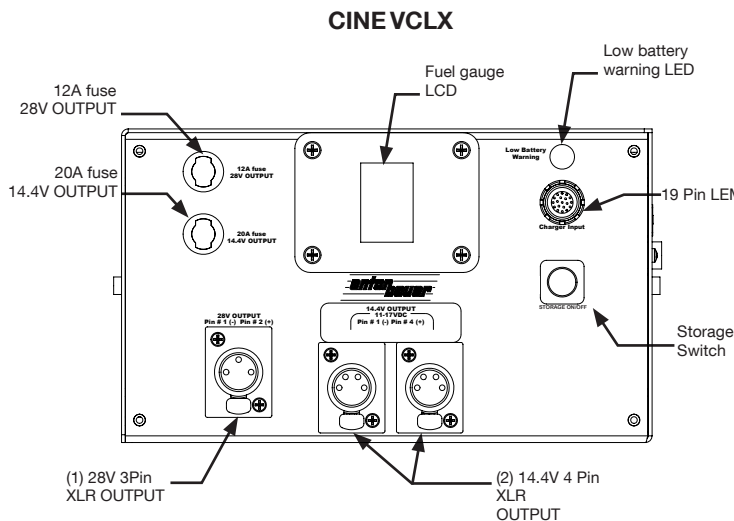 CINE VCLX
Low battery
warning LED
Fuel gauge
LCD
12A fuse
28V OUTPUT
20A fuse
14.4V OUTPUT
12A fuse
28V OUTPUT
20A fuse
14.4V OUTPUT
Low Battery
Warning
19 Pin LEM
Charger Input
STORAGE ON/OFF
anton
bauer
28V OUTPUT
Pin # 1 (-) Pin # 2 (+)
14.4V OUTPUT
11-17VDC
Pin # 1 (-) Pin # 4 (+)
Storage
Switch
(1) 28V 3Pin
XLR OUTPUT
(2) 14.4V 4 Pin
XLR
OUTPUT